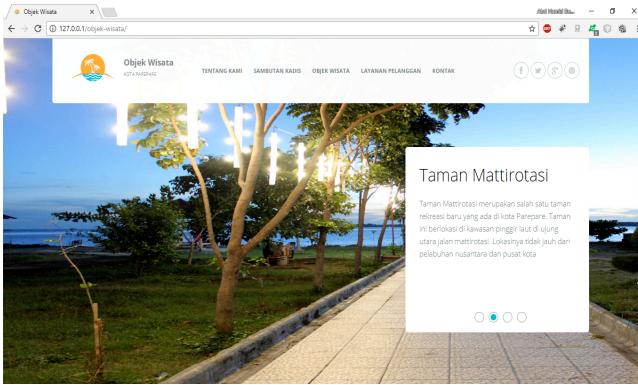 Objek Wisata
127.0.0.1/objek-wisata/
Objek Wisata
KOTA PAREPARE
TENTANG KAMI SAMBUTAN KADIS OBJEK WISATA LAYANAN PELANGGAN KONTAK
Taman Mattirotasi
Taman Mattirotasi merupakan salah satu taman
rekreasi baru yang ada di kota Parepare. Taman
ini berlokasi di kawasan pinggir laut di ujung
utara jalan mattirotasi. Lokasinya tidak jauh dari
pelabuhan nusantara dan pusat kota